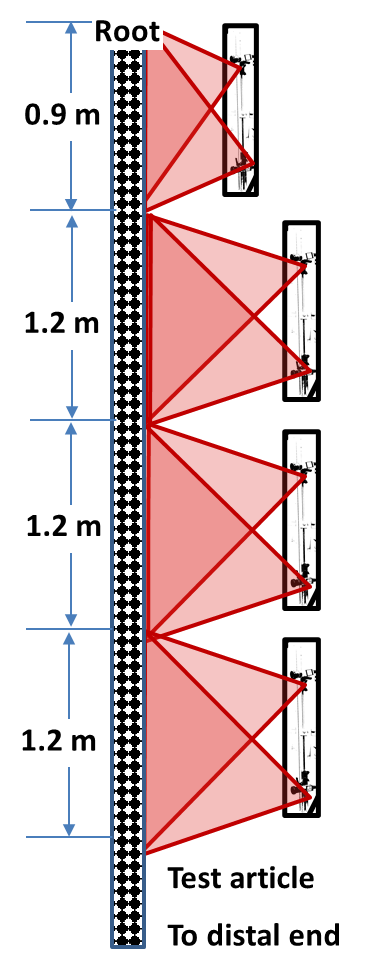 Root
0.9 m
1.2 m
1.2 m
1.2 m
Test article
To distal end